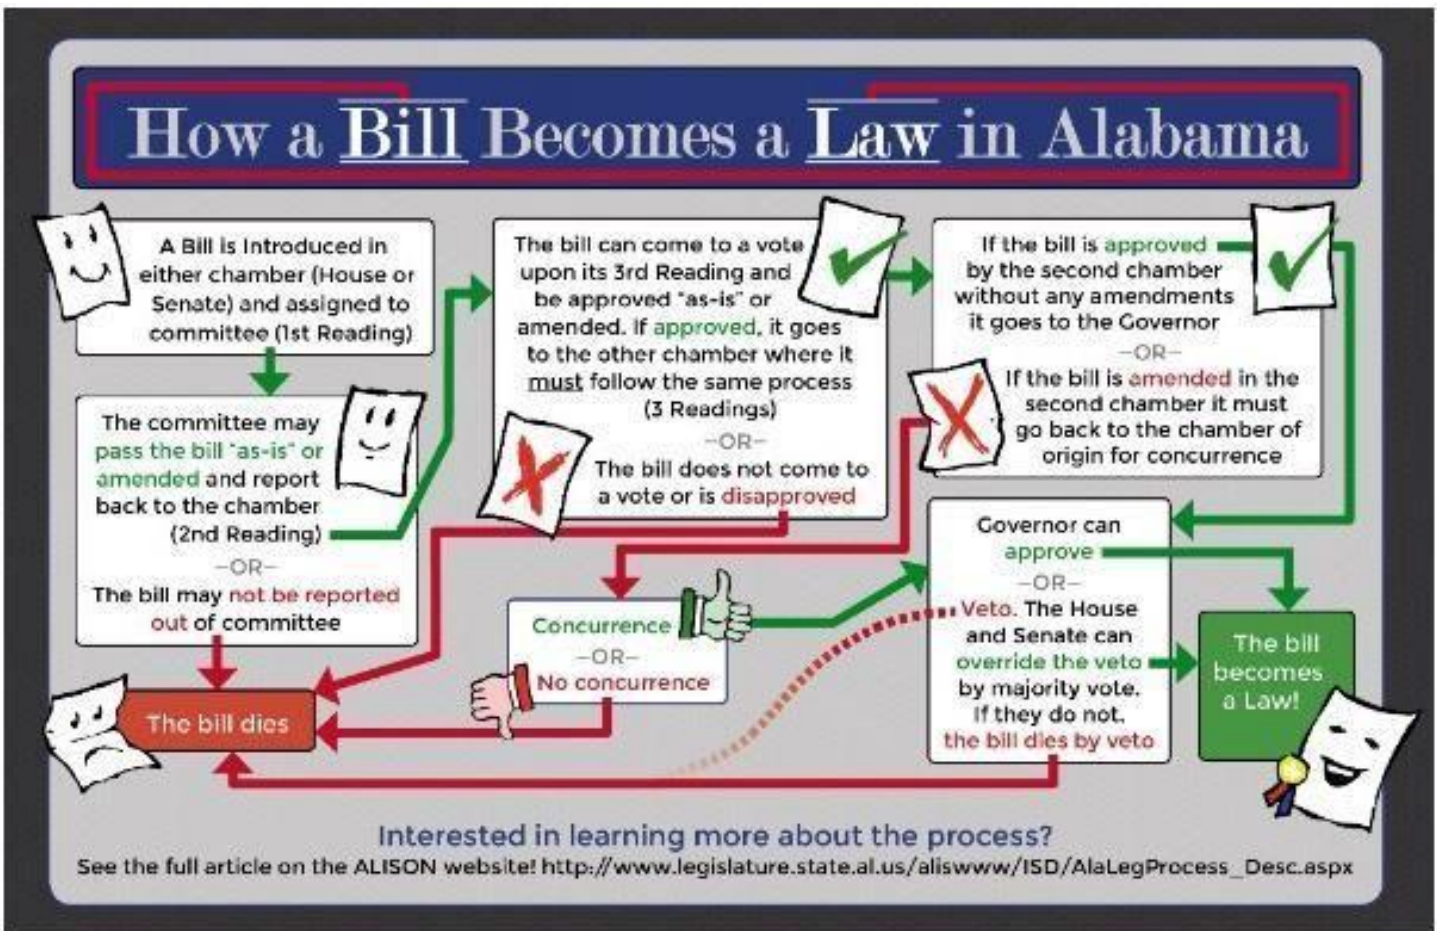 How a Bill Becomes a Law in Alabama
A Bill is Introduced in
either chamber (House or
Senate) and assigned to
committee (1st Reading)
The committee may
pass the bill "as-is" or
amended and report
back to the chamber
(2nd Reading)
-OR-
The bill may not be reported
out of committee
The bill can come to a vote
upon its 3rd Reading and
be approved "as-is" or
amended. If approved, it goes
to the other chamber where it
must follow the same process
(3 Readings)
-OR-
The bill does not come to
a vote or is disapproved
If the bill is approved
by the second chamber
without any amendments
it goes to the Governor
-OR-
If the bill is amended in the
second chamber it must
go back to the chamber of
origin for concurrence
Concurrence
-OR-
No concurrence
Governor can
approve
-OR-
Veto. The House
and Senate can
override the veto
by majority vote.
If they do not,
the bill dies by veto
The bill
becomes
a Law!
The bill dies
Interested in learning more about the process?
See the full article on the ALISON website! http://www.legislature.state.al.us/aliswww/ISD/AlaLegProcess_Desc.aspx